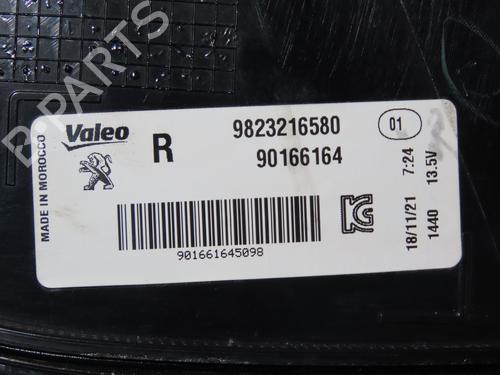 B-PARTS
MADE IN MOROCCO
Valeo
R
9823216580
90166164
01
901661645098
18/11/21 7:24
1440 13.5V